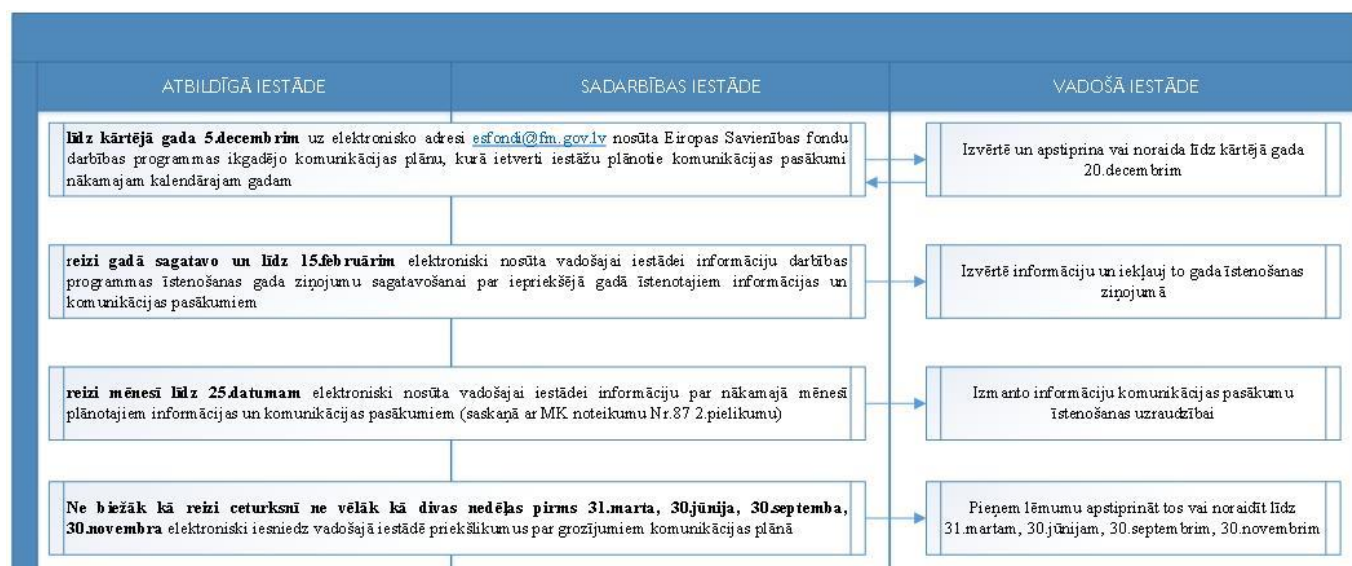 ATBILDĪGĀ IESTĀDE
SADARBĪBAS IESTĀDE
VADOŠĀ IESTĀDE
līdz kārtējā gada 5.decembrim uz elektronisko adresi esfondi@fm.gov.lv nosūta Eiropas Savienības fondu
darbības programmas ikgadējo komunikācijas plānu, kurā ietverti iestāžu plānotie komunikācijas pasākumi
nākamajam kalendārajam gadam
Izvērtē un apstiprina vai noraida līdz kārtējā gada
20.decembrim
reizi gadā sagatavo un līdz 15.februārim elektroniski nosūta vadošajai iestādei informāciju darbības
programmas īstenošanas gada ziņojumu sagatavošanai par iepriekšējā gadā īstenotajiem informācijas un
komunikācijas pasākumiem
Izvērtē informāciju un iekļauj to gada īstenošanas
ziņojumā
reizi mēnesī līdz 25.datumam elektroniski nosūta vadošajai iestādei informāciju par nākamajā mēnesī
plānotajiem informācijas un komunikācijas pasākumiem (saskaņā ar MK noteikumu Nr.87 2.pielikumu)
Izmanto informāciju komunikācijas pasākumu
īstenošanas uzraudzībai
Ne biežāk kā reizi ceturksnī ne vēlāk kā divas nedēļas pirms 31.marta, 30.jūnija, 30.septemba,
30.novembra elektroniski iesniedz vadošajā iestādē priekšlikumus par grozījumiem komunikācijas plānā
Pieņem lēmumu apstiprināt tos vai noraidīt līdz
31.martam, 30.jūnijam, 30.septembrim, 30.novembrim